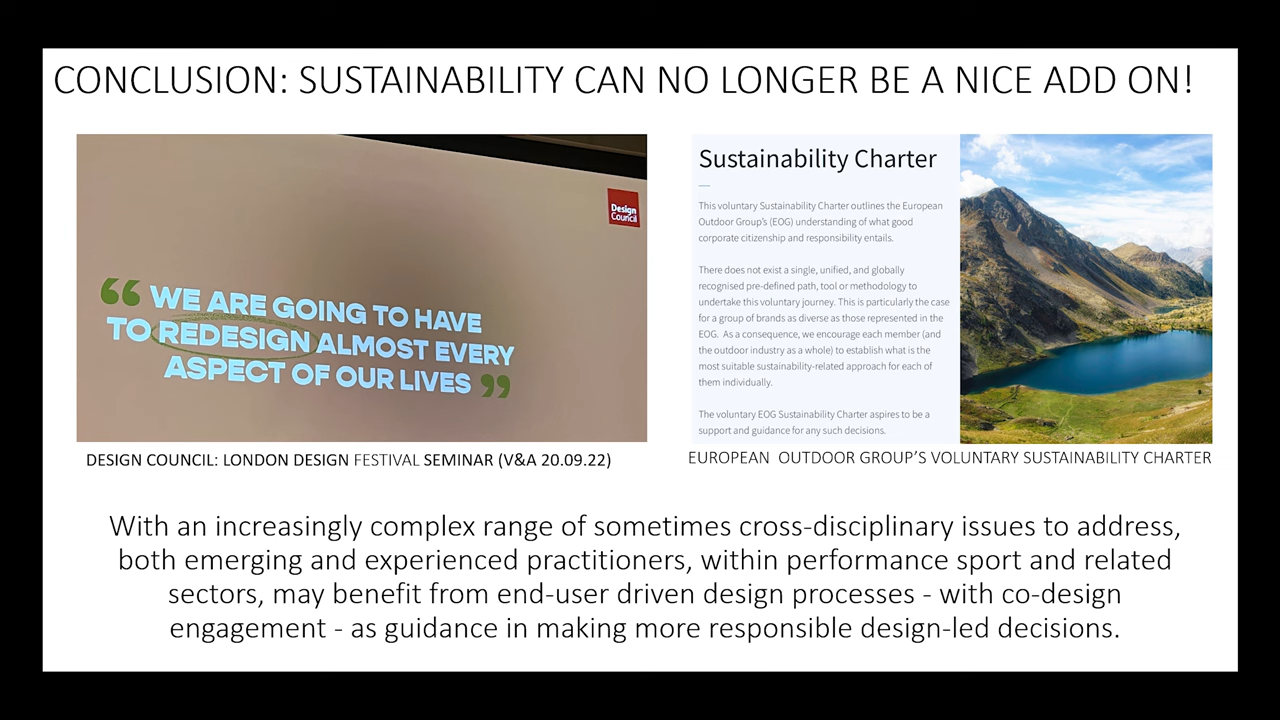 CONCLUSION: SUSTAINABILITY CAN NO LONGER BE A NICE ADD ON!
Design
Council
“ WE ARE GOING TO HAVE
TO REDESIGN ALMOST EVERY
ASPECT OF OUR LIVES ”
DESIGN COUNCIL: LONDON DESIGN FESTIVAL SEMINAR (V&A 20.09.22)
Sustainability Charter
This voluntary Sustainability Charter outlines the European
Outdoor Group's (EOG) understanding of what good
corporate citizenship and responsibility entails.
There does not exist a single, unified, and globally
recognised pre-defined path, tool or methodology to
undertake this voluntary journey. This is particularly the case
for a group of brands as diverse as those represented in the
EOG. As a consequence, we encourage each member (and
the outdoor industry as a whole) to establish what is the
most suitable sustainability-related approach for each of
them individually.
The voluntary EOG Sustainability Charter aspires to be a
support and guidance for any such decisions.
EUROPEAN OUTDOOR GROUP'S VOLUNTARY SUSTAINABILITY CHARTER
With an increasingly complex range of sometimes cross-disciplinary issues to address,
both emerging and experienced practitioners, within performance sport and related
sectors, may benefit from end-user driven design processes - with co-design
engagement - as guidance in making more responsible design-led decisions.